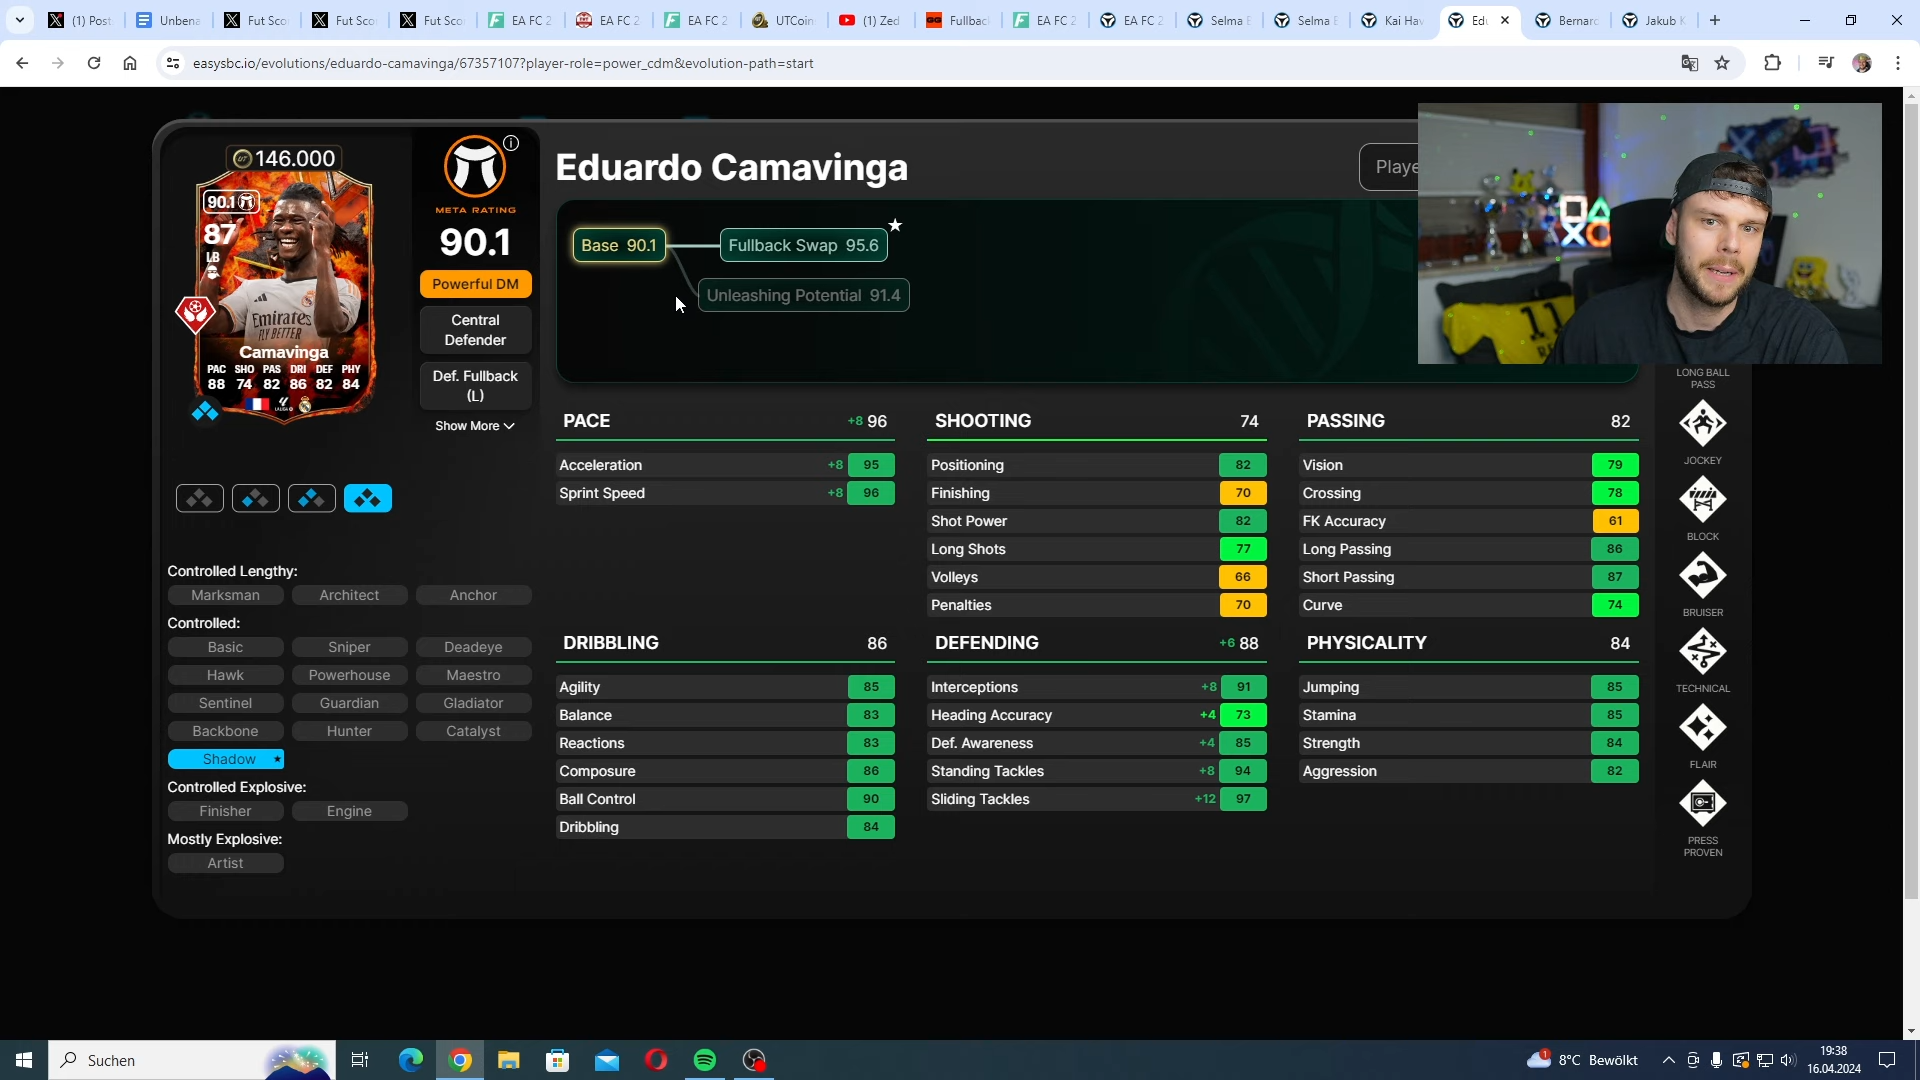 (1) Post
Unbena
Fut Sco
Fut Sco
Fut Sco
EA FC 2
EA FC 2
EA FC 2
UTCoin
(1) Zed
Fullbac
EA FC 2
EA FC 2
Selma B
Selma B
Kai Hav
Edu
Bernard
Jakub K
easysbc.io/evolutions/eduardo-camavinga/67357107?player-role=power_cdm&evolution-path=start
146.000
90.1
87
LB
Emirates
FLY BETTER
Camavinga
PAC SHO PAS DRI DEF PHY
88 74 82 86 82 84
META RATING
90.1
Powerful DM
Central
Defender
Def. Fullback
(L)
Show More
Eduardo Camavinga
Playe
Base 90.1
Fullback Swap 95.6
Unleashing Potential 91.4
Controlled Lengthy:
Marksman Architect Anchor
Controlled:
Basic Sniper Deadeye
Hawk Powerhouse Maestro
Sentinel Guardian Gladiator
Backbone Hunter Catalyst
Shadow
Controlled Explosive:
Finisher Engine
Mostly Explosive:
Artist
PACE +8 96
Acceleration +8 95
Sprint Speed +8 96
SHOOTING 74
Positioning 82
Finishing 70
Shot Power 82
Long Shots 77
Volleys 66
Penalties 70
PASSING 82
Vision 79
Crossing 78
FK Accuracy 61
Long Passing 86
Short Passing 87
Curve 74
DRIBBLING 86
Agility 85
Balance 83
Reactions 83
Composure 86
Ball Control 90
Dribbling 84
DEFENDING +6 88
Interceptions +8 91
Heading Accuracy +4 73
Def. Awareness +4 85
Standing Tackles +8 94
Sliding Tackles +12 97
PHYSICALITY 84
Jumping 85
Stamina 85
Strength 84
Aggression 82
LONG BALL
PASS
JOCKEY
BLOCK
BRUISER
TECHNICAL
FLAIR
PRESS
PROVEN
Suchen
1
8°C Bewölkt
19:38
16.04.2024